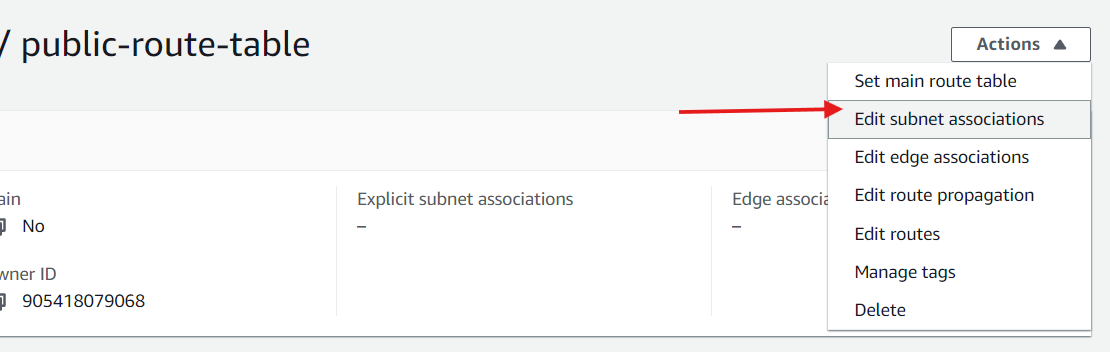 / public-route-table
Actions
Set main route table
Edit subnet associations
Edit edge associations
Edit route propagation
Edit routes
Manage tags
Delete
ain
No
Explicit subnet associations
–
Edge associa
–
wner ID
905418079068